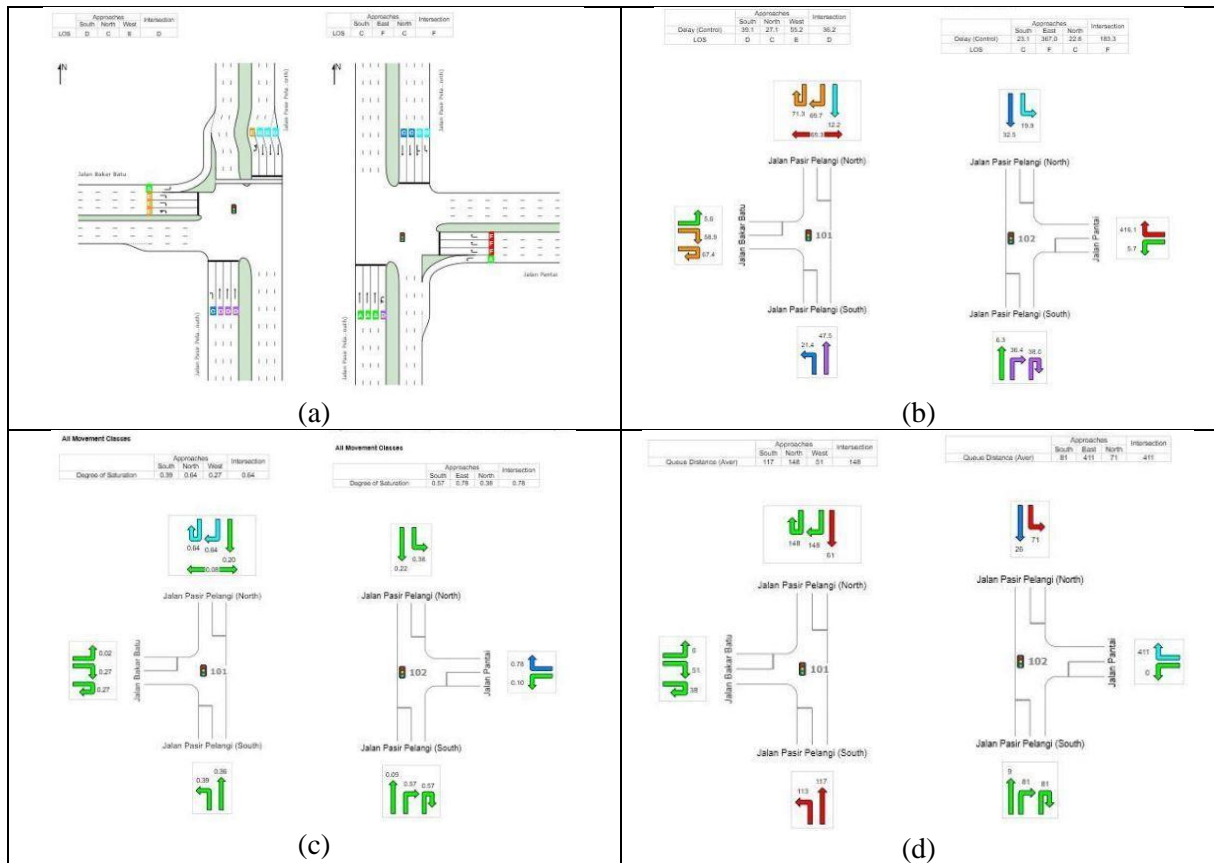 Approaches Intersection
South North West
LOS D C E D
Approaches Intersection
South East North
LOS C F C F
N
N
Jalan Bakar Batu
Jalan Pantai
(a)
Approaches Intersection
South North West
Delay (Control) 39.1 27.1 55.2 36.2
LOS D C E D
Approaches Intersection
South East North
Delay (Control) 23.1 367.0 22.8 183.3
LOS C F C F
71.3 69.7 12.2
32.5 19.9
Jalan Pasir Pelangi (North)
Jalan Pasir Pelangi (North)
5.6
58.9
67.4
Jalan Bakar Batu
101
102
Jalan Pantai
416.1
5.7
Jalan Pasir Pelangi (South)
Jalan Pasir Pelangi (South)
21.4 47.5
6.3 36.4 38.0
(b)
All Movement Classes
Approaches Intersection
South North West
Degree of Saturation 0.39 0.64 0.27 0.64
All Movement Classes
Approaches Intersection
South East North
Degree of Saturation 0.57 0.78 0.38 0.78
0.64 0.64 0.20
0.08
0.22 0.38
Jalan Pasir Pelangi (North)
Jalan Pasir Pelangi (North)
0.02
0.27
0.27
Jalan Bakar Batu
101
102
Jalan Pantai
0.78
0.10
Jalan Pasir Pelangi (South)
Jalan Pasir Pelangi (South)
0.39 0.36
0.09 0.57 0.57
(c)
Approaches Intersection
South North West
Queue Distance (Aver) 117 148 51 148
Approaches Intersection
South East North
Queue Distance (Aver) 81 411 71 411
148 148 61
26 71
Jalan Pasir Pelangi (North)
Jalan Pasir Pelangi (North)
0
51
38
Jalan Bakar Batu
101
102
Jalan Pantai
411
0
Jalan Pasir Pelangi (South)
Jalan Pasir Pelangi (South)
113 117
9 81 81
(d)